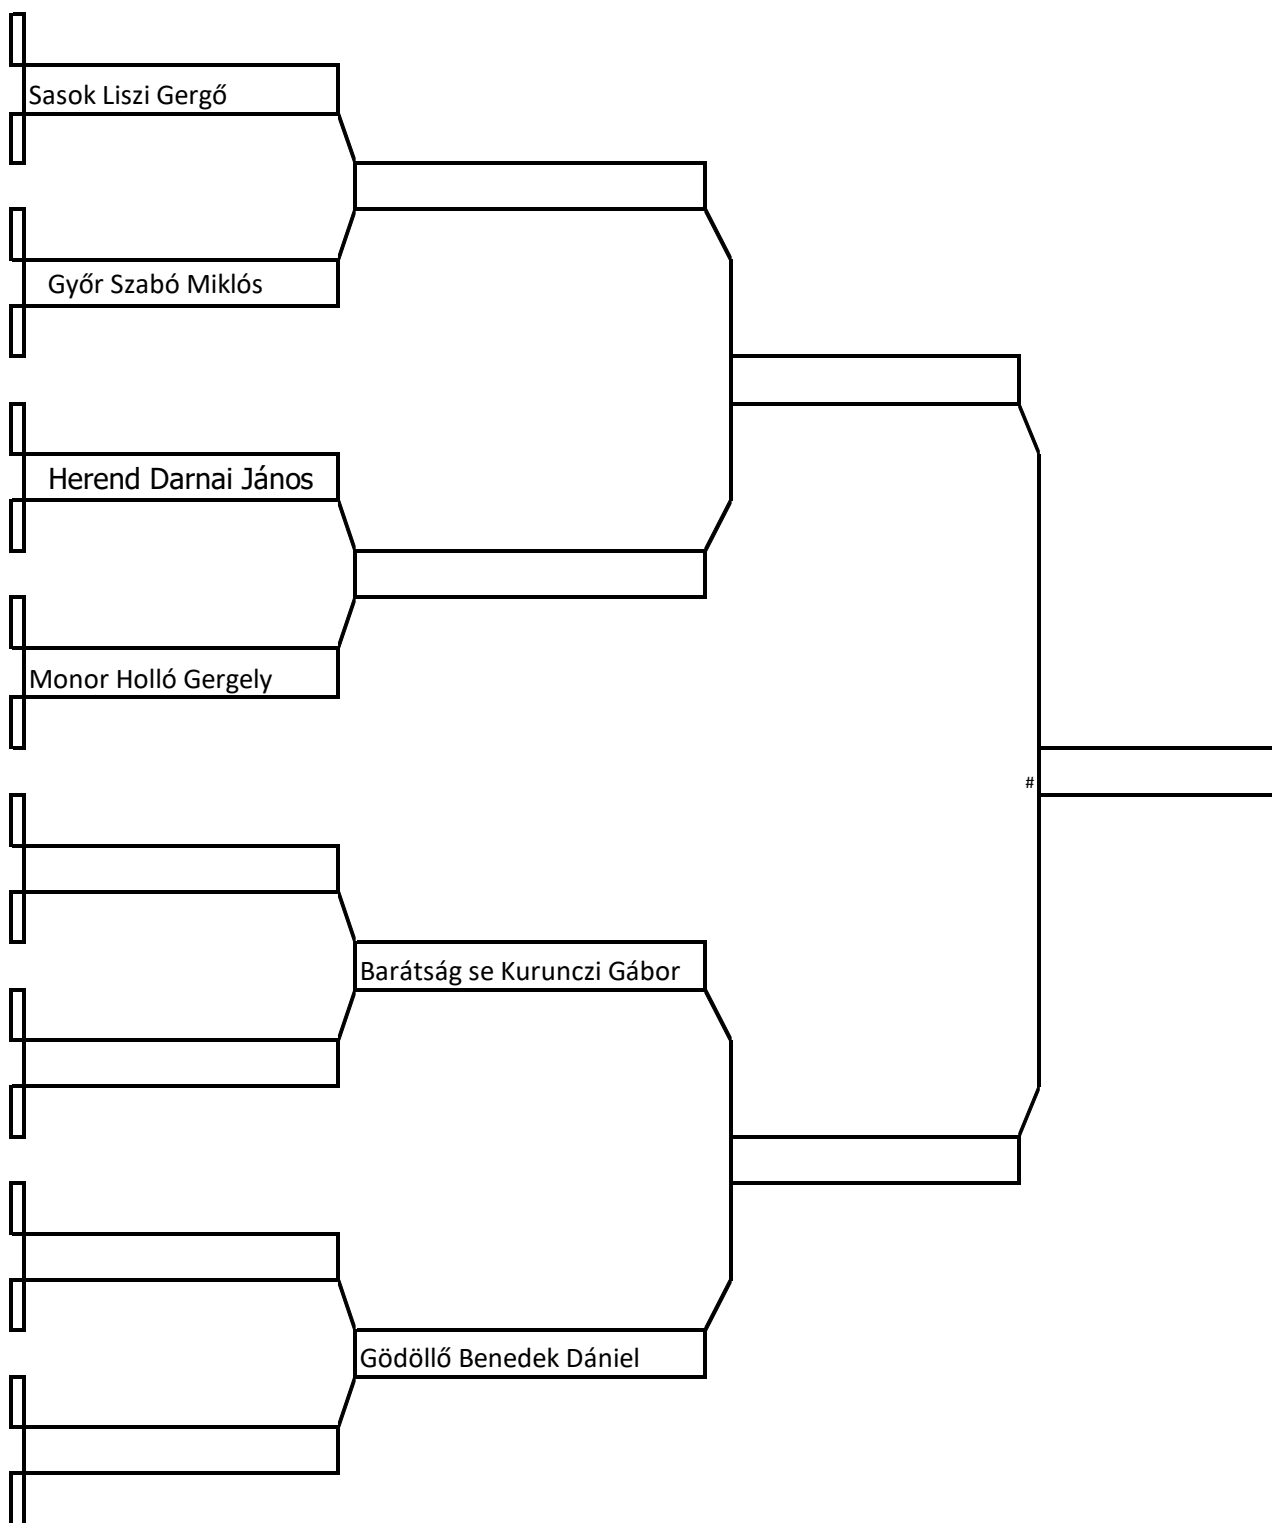 Sasok Liszi Gergő
Győr Szabó Miklós
Herend Darnai János
Monor Holló Gergely
#
Barátság se Kurunczi Gábor
Gödöllő Benedek Dániel